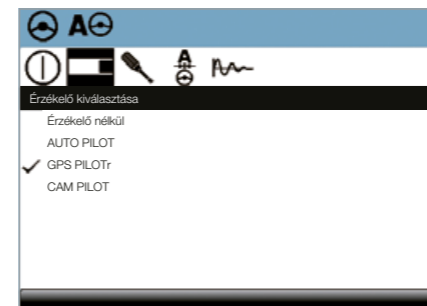 A
A
Érzékelő kiválasztása
Érzékelő nélkül
AUTO PILOT
GPS PILOTr
CAM PILOT